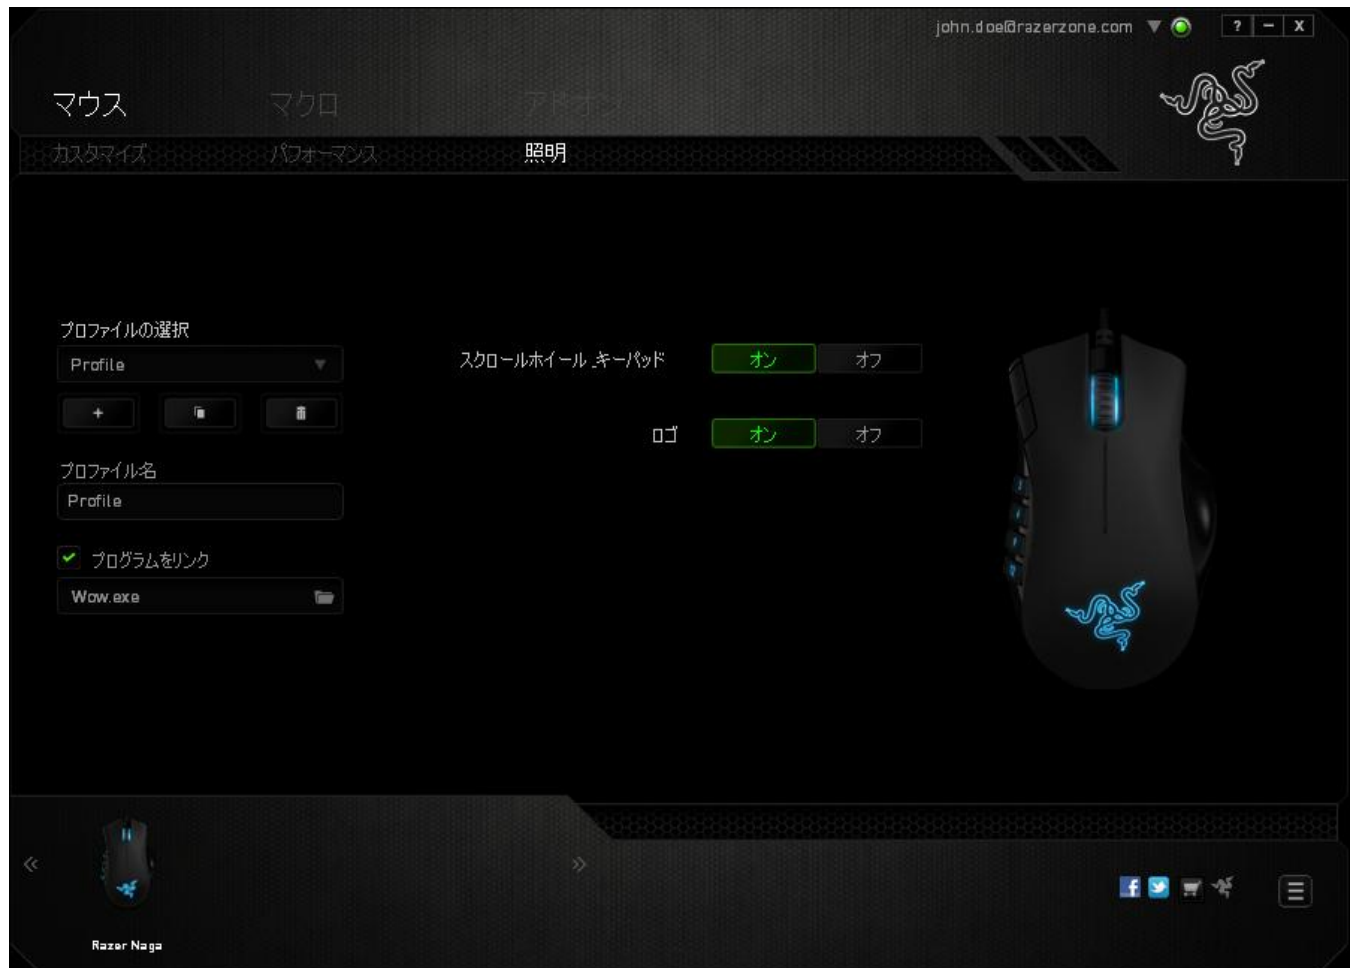 john.doe@razerzone.com
? – X
マウス マクロ アドオン
カスタマイズ パフォーマンス 照明
プロファイルの選択
Profile
+
プロファイル名
Profile
プログラムをリンク
Wow.exe
スクロールホイール_キーパッド オン オフ
ロゴ オン オフ
Razer Naga